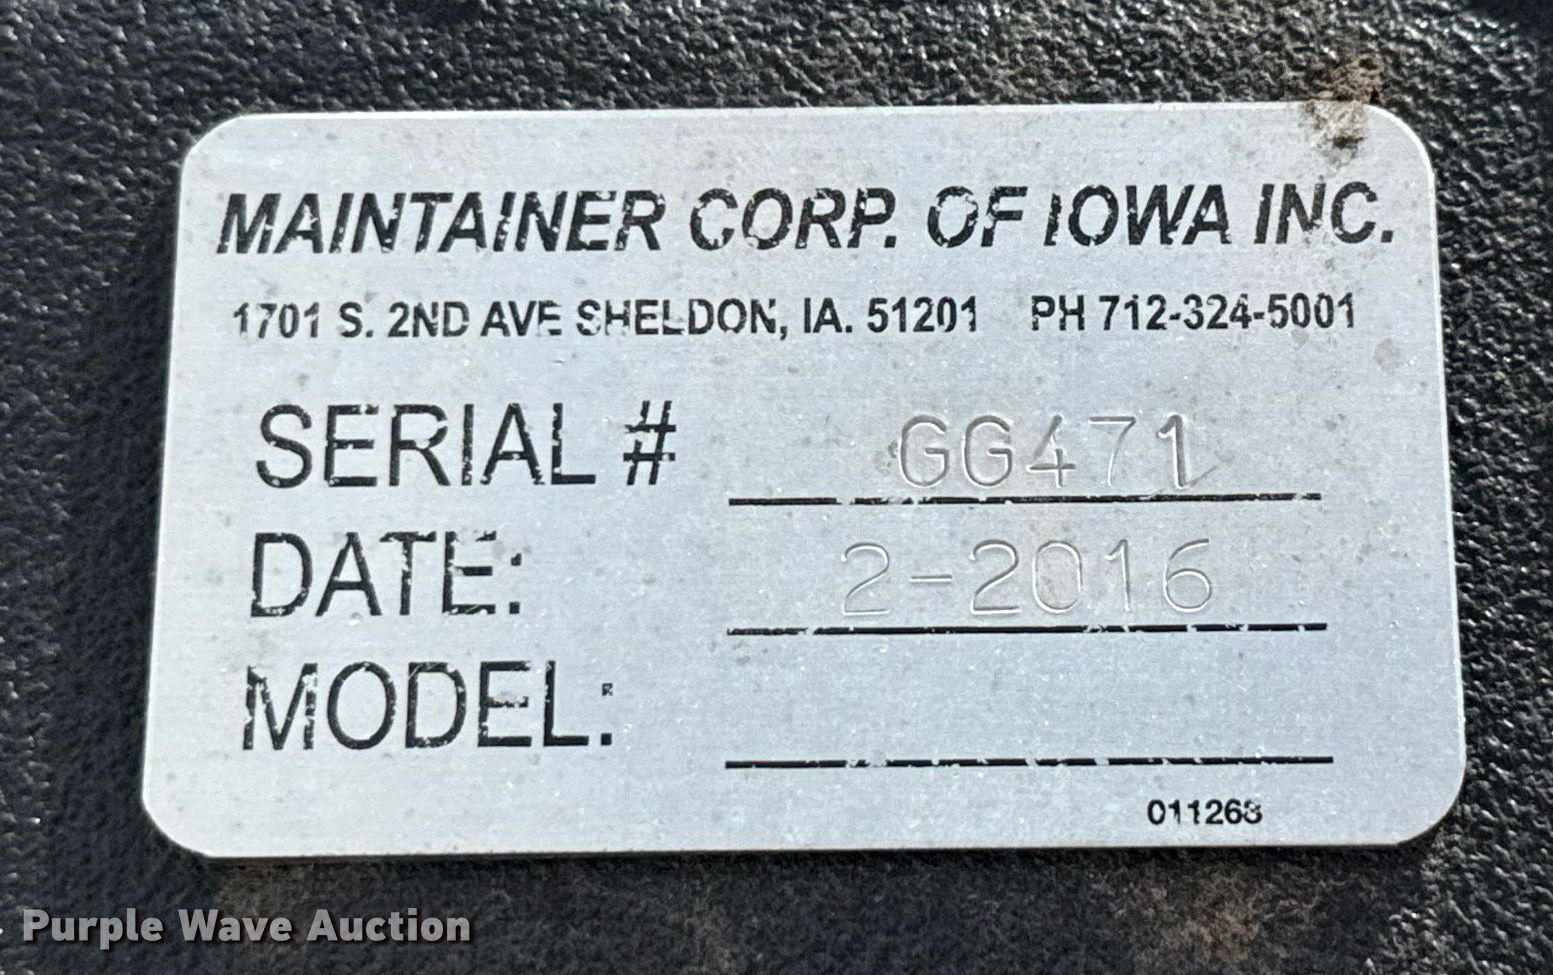 MAINTAINER CORP. OF IOWA INC.
1701 S. 2ND AVE SHELDON, IA. 51201 PH 712-324-5001
SERIAL # GG471
DATE: 2-2016
MODEL:
011268
Purple Wave Auction